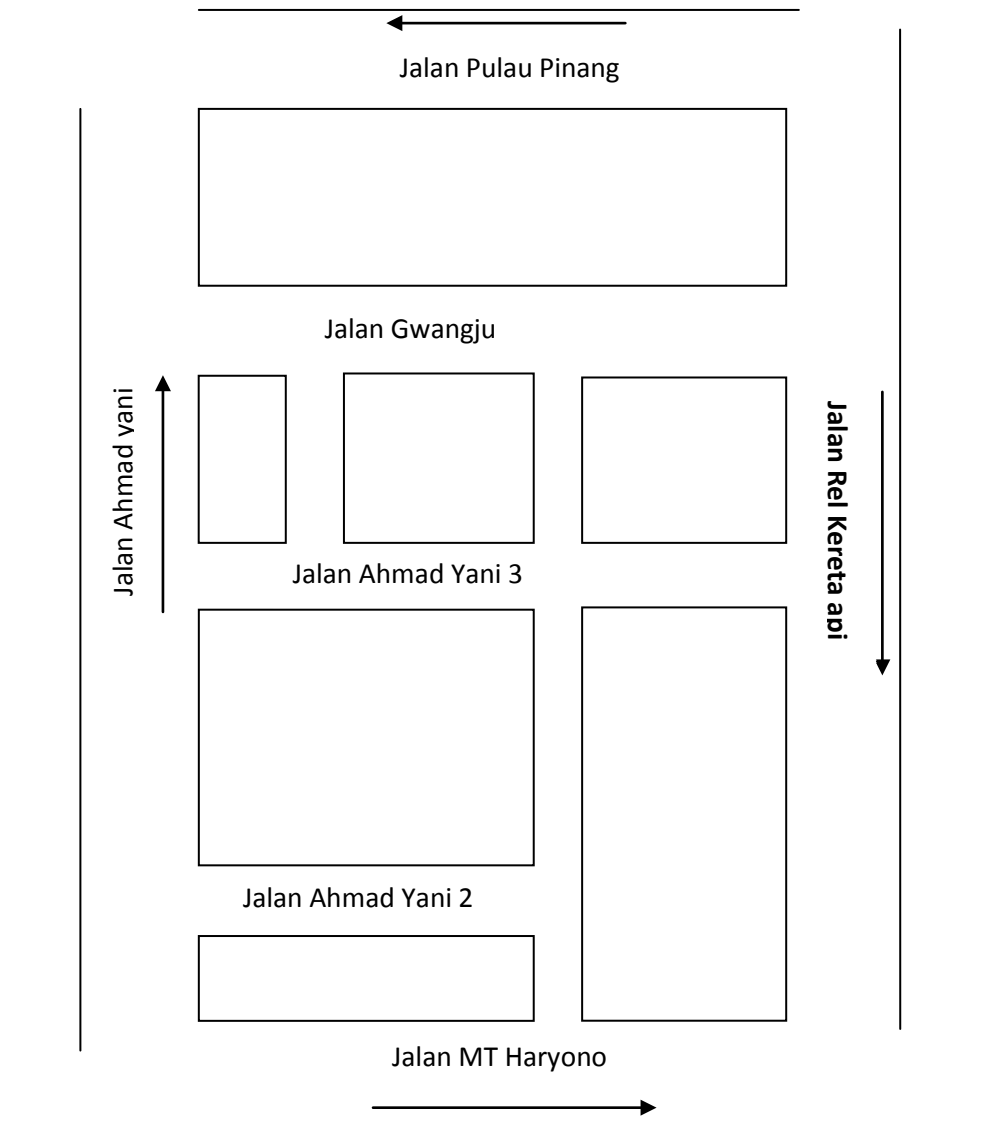 Jalan Pulau Pinang
Jalan Gwangju
Jalan Ahmad yani
Jalan Rel Kereta api
Jalan Ahmad Yani 3
Jalan Ahmad Yani 2
Jalan MT Haryono